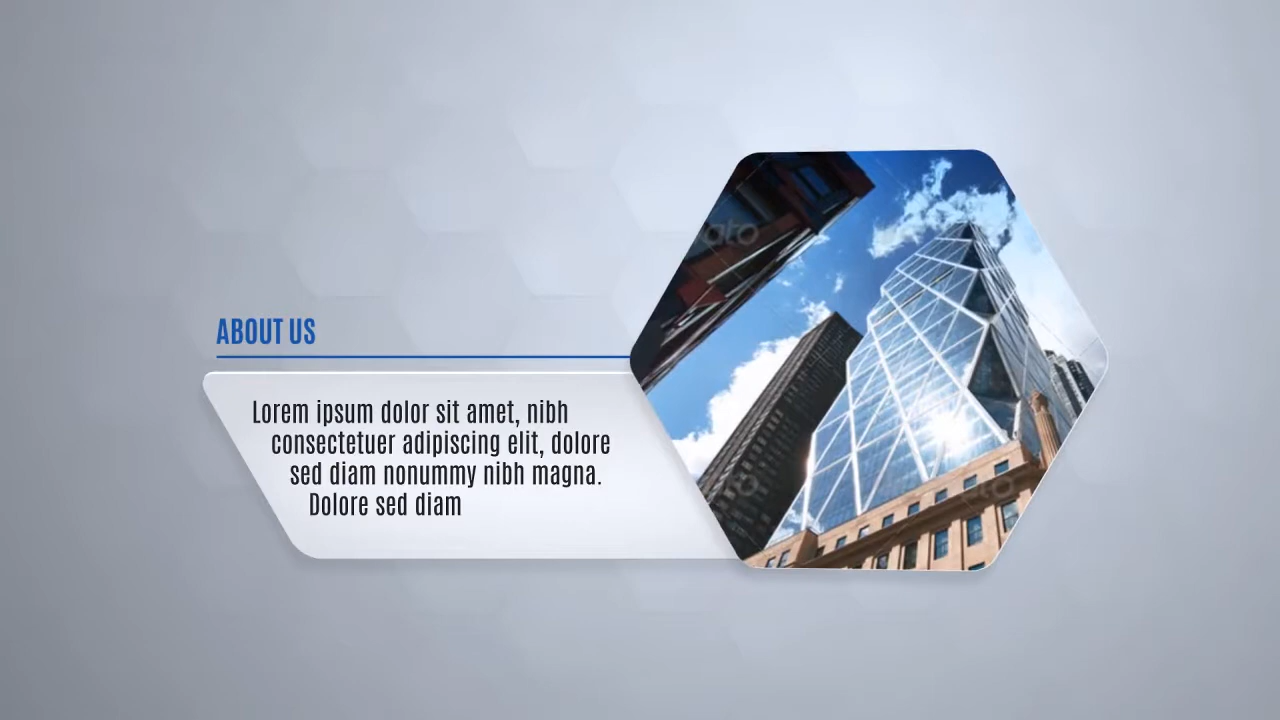 ABOUT US
Lorem ipsum dolor sit amet, nibh
consectetuer adipiscing elit, dolore
sed diam nonummy nibh magna.
Dolore sed diam